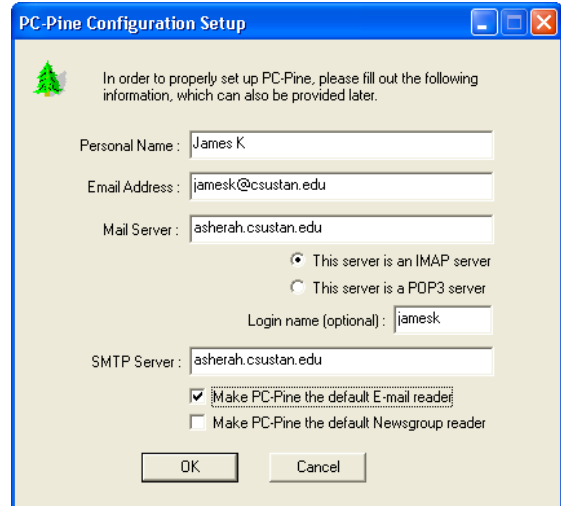 PC-Pine Configuration Setup
In order to properly set up PC-Pine, please fill out the following
information, which can also be provided later.
Personal Name : James K
Email Address : jamesk@csustan.edu
Mail Server : asherah.csustan.edu
This server is an IMAP server
This server is a POP3 server
Login name (optional) : jamesk
SMTP Server : asherah.csustan.edu
Make PC-Pine the default E-mail reader
Make PC-Pine the default Newsgroup reader
OK Cancel